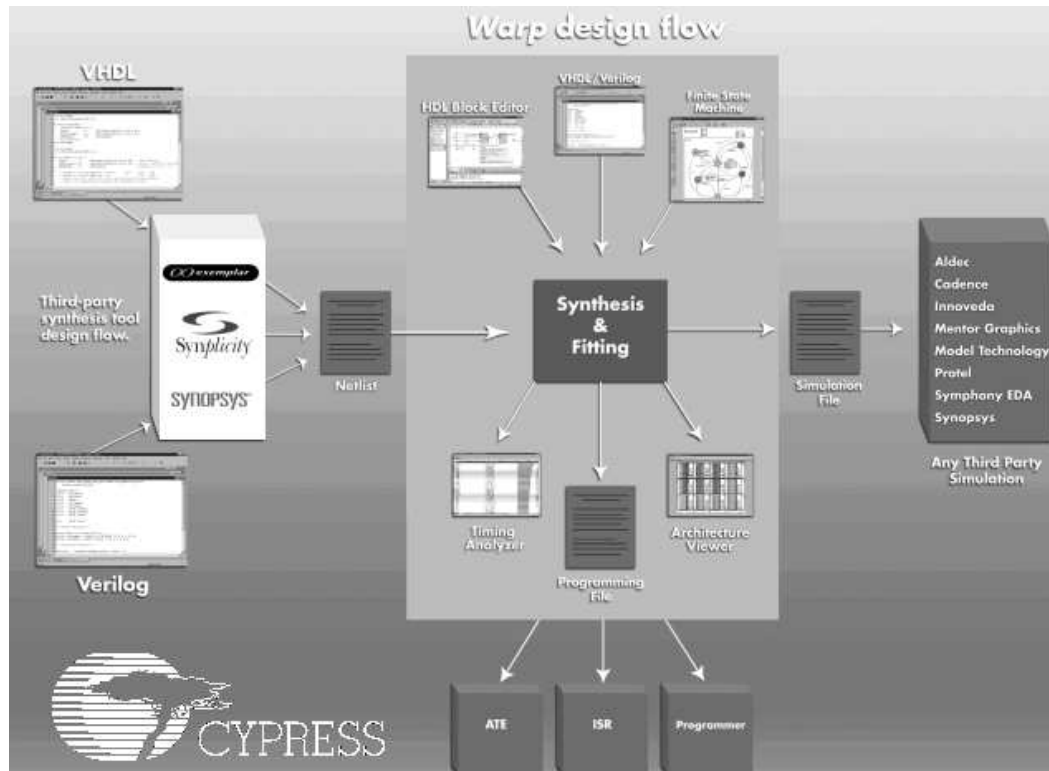 Warp design flow
VHDL
HDL Block Editor
VHDL/Verilog
Finite State
Machine
exemplar
Synplicity
SYNOPSYS
Third-party
synthesis tool
design flow.
Netlist
Synthesis
&
Fitting
Simulation
File
Aldec
Cadence
Innoveda
Mentor Graphics
Model Technology
Protel
Symphony EDA
Synopsys
Any Third Party
Simulation
Timing
Analyzer
Programming
File
Architecture
Viewer
Verilog
ATE
ISR
Programmer
CYPRESS